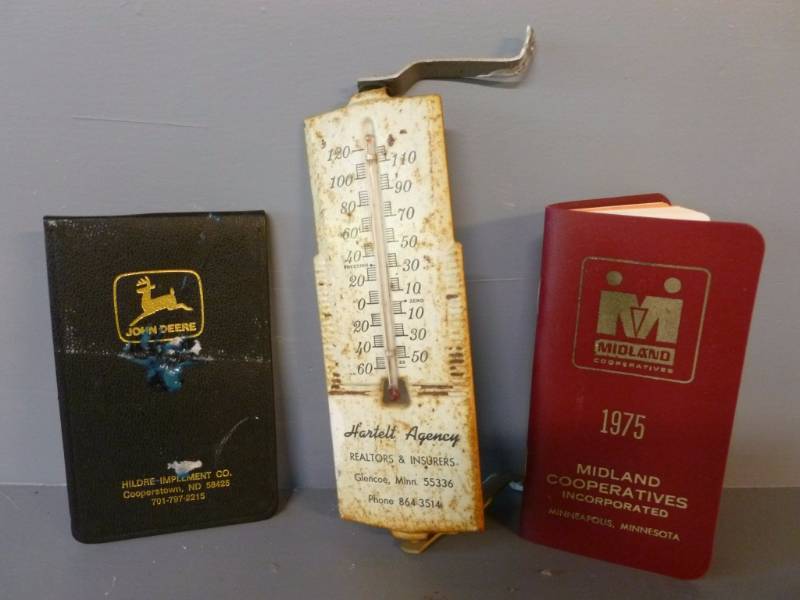 JOHN DEERE
HILDRE IMPLEMENT CO.
Cooperstown, ND 58425
701-797-2215
120 110
100 90
80 70
60 50
40 30
FREEZING
20 10
0 ZERO
10
20 30
40 50
60
Hartelt Agency
REALTORS & INSURERS
Glencoe, Minn. 55336
Phone 864-3514
M
MIDLAND
COOPERATIVES
1975
MIDLAND
COOPERATIVES
INCORPORATED
MINNEAPOLIS, MINNESOTA